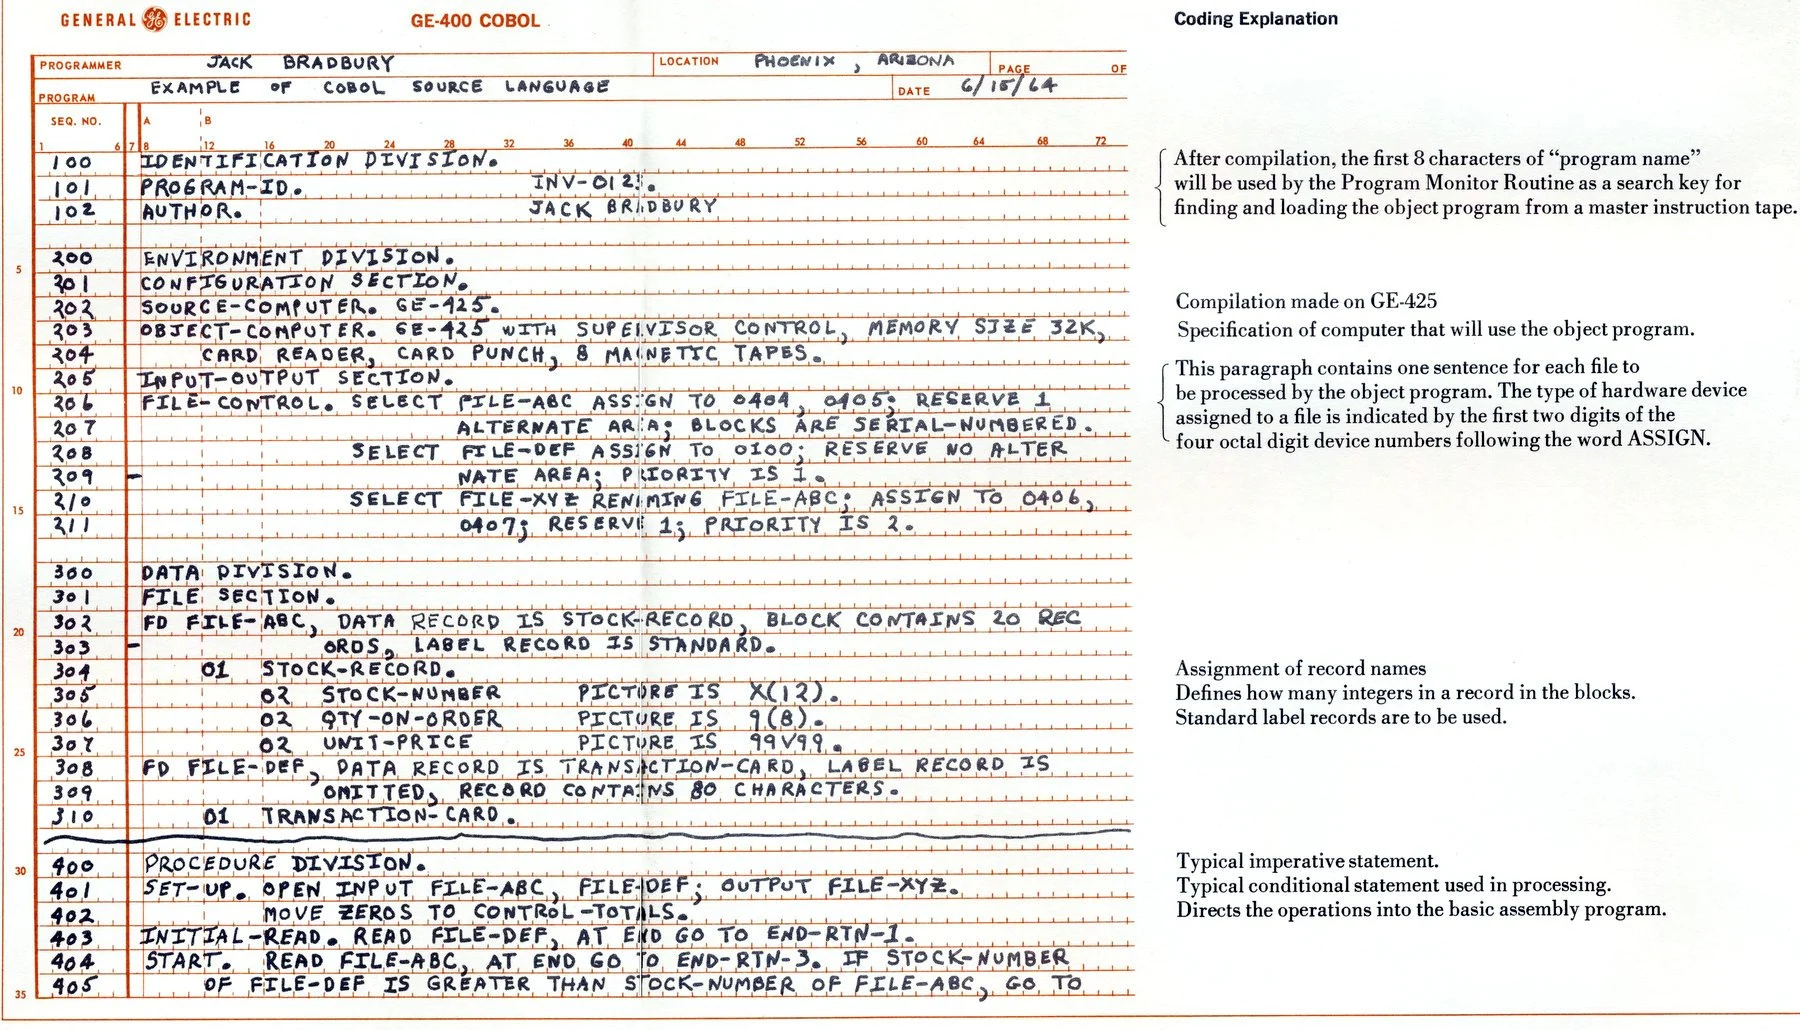 GENERAL GE ELECTRIC GE-400 COBOL
Coding Explanation
PROGRAMMER JACK BRADBURY LOCATION PHOENIX, ARIZONA PAGE OF
PROGRAM EXAMPLE OF COBOL SOURCE LANGUAGE DATE 6/15/64
SEQ. NO. A B
1 6 7 8 12 16 20 24 28 32 36 40 44 48 52 56 60 64 68 72
100 IDENTIFICATION DIVISION.
101 PROGRAM-ID. INV-012.
102 AUTHOR. JACK BRADBURY
After compilation, the first 8 characters of “program name”
will be used by the Program Monitor Routine as a search key for
finding and loading the object program from a master instruction tape.
5 200 ENVIRONMENT DIVISION.
201 CONFIGURATION SECTION.
202 SOURCE-COMPUTER. GE-425.
Compilation made on GE-425
203 OBJECT-COMPUTER. GE-425 WITH SUPERVISOR CONTROL, MEMORY SIZE 32K,
Specification of computer that will use the object program.
204 CARD READER, CARD PUNCH, 8 MAGNETIC TAPES.
205 INPUT-OUTPUT SECTION.
10 206 FILE-CONTROL. SELECT FILE-ABC ASSIGN TO 0404, 0405; RESERVE 1
207 ALTERNATE AREA; BLOCKS ARE SERIAL-NUMBERED.
208 SELECT FILE-DEF ASSIGN TO 0100; RESERVE NO ALTER
209 - NATE AREA; PRIORITY IS 1.
15 210 SELECT FILE-XYZ RENAMING FILE-ABC; ASSIGN TO 0406,
211 0407; RESERVE 1; PRIORITY IS 2.
This paragraph contains one sentence for each file to
be processed by the object program. The type of hardware device
assigned to a file is indicated by the first two digits of the
four octal digit device numbers following the word ASSIGN.
300 DATA DIVISION.
301 FILE SECTION.
20 302 FD FILE-ABC, DATA RECORD IS STOCK-RECORD, BLOCK CONTAINS 20 REC
303 - ORDS, LABEL RECORD IS STANDARD.
304 01 STOCK-RECORD.
305 02 STOCK-NUMBER PICTURE IS X(12).
306 02 QTY-ON-ORDER PICTURE IS 9(8).
25 307 02 UNIT-PRICE PICTURE IS 99V99.
308 FD FILE-DEF, DATA RECORD IS TRANSACTION-CARD, LABEL RECORD IS
309 OMITTED, RECORD CONTAINS 80 CHARACTERS.
310 01 TRANSACTION-CARD.
Assignment of record names
Defines how many integers in a record in the blocks.
Standard label records are to be used.
30 400 PROCEDURE DIVISION.
401 SET-UP. OPEN INPUT FILE-ABC, FILE-DEF; OUTPUT FILE-XYZ.
402 MOVE ZEROS TO CONTROL-TOTALS.
403 INITIAL-READ. READ FILE-DEF, AT END GO TO END-RTN-1.
404 START. READ FILE-ABC, AT END GO TO END-RTN-3. IF STOCK-NUMBER
35 405 OF FILE-DEF IS GREATER THAN STOCK-NUMBER OF FILE-ABC, GO TO
Typical imperative statement.
Typical conditional statement used in processing.
Directs the operations into the basic assembly program.